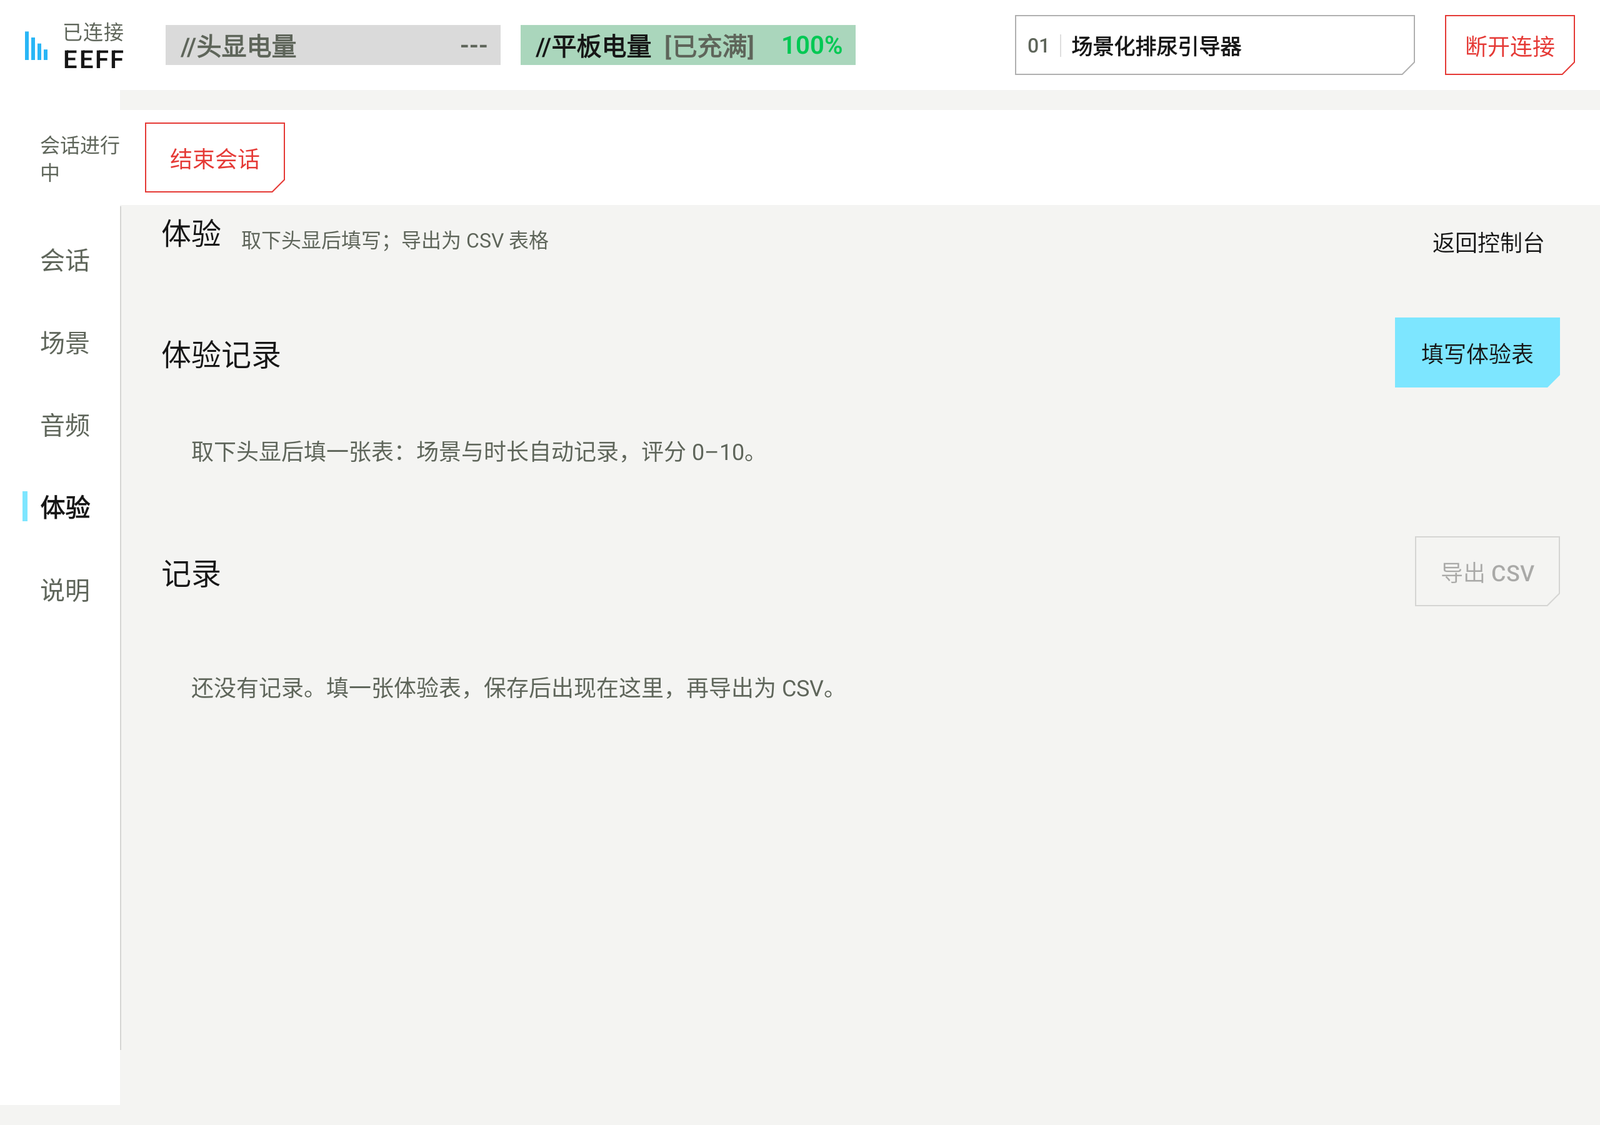 已连接
EEFF
//头显电量 ---
//平板电量 [已充满] 100%
01 场景化排尿引导器
断开连接
会话进行中
结束会话
体验 取下头显后填写；导出为 CSV 表格
返回控制台
会话
场景
音频
体验
说明
体验记录
填写体验表
取下头显后填一张表：场景与时长自动记录，评分 0–10。
记录
导出 CSV
还没有记录。填一张体验表，保存后出现在这里，再导出为 CSV。